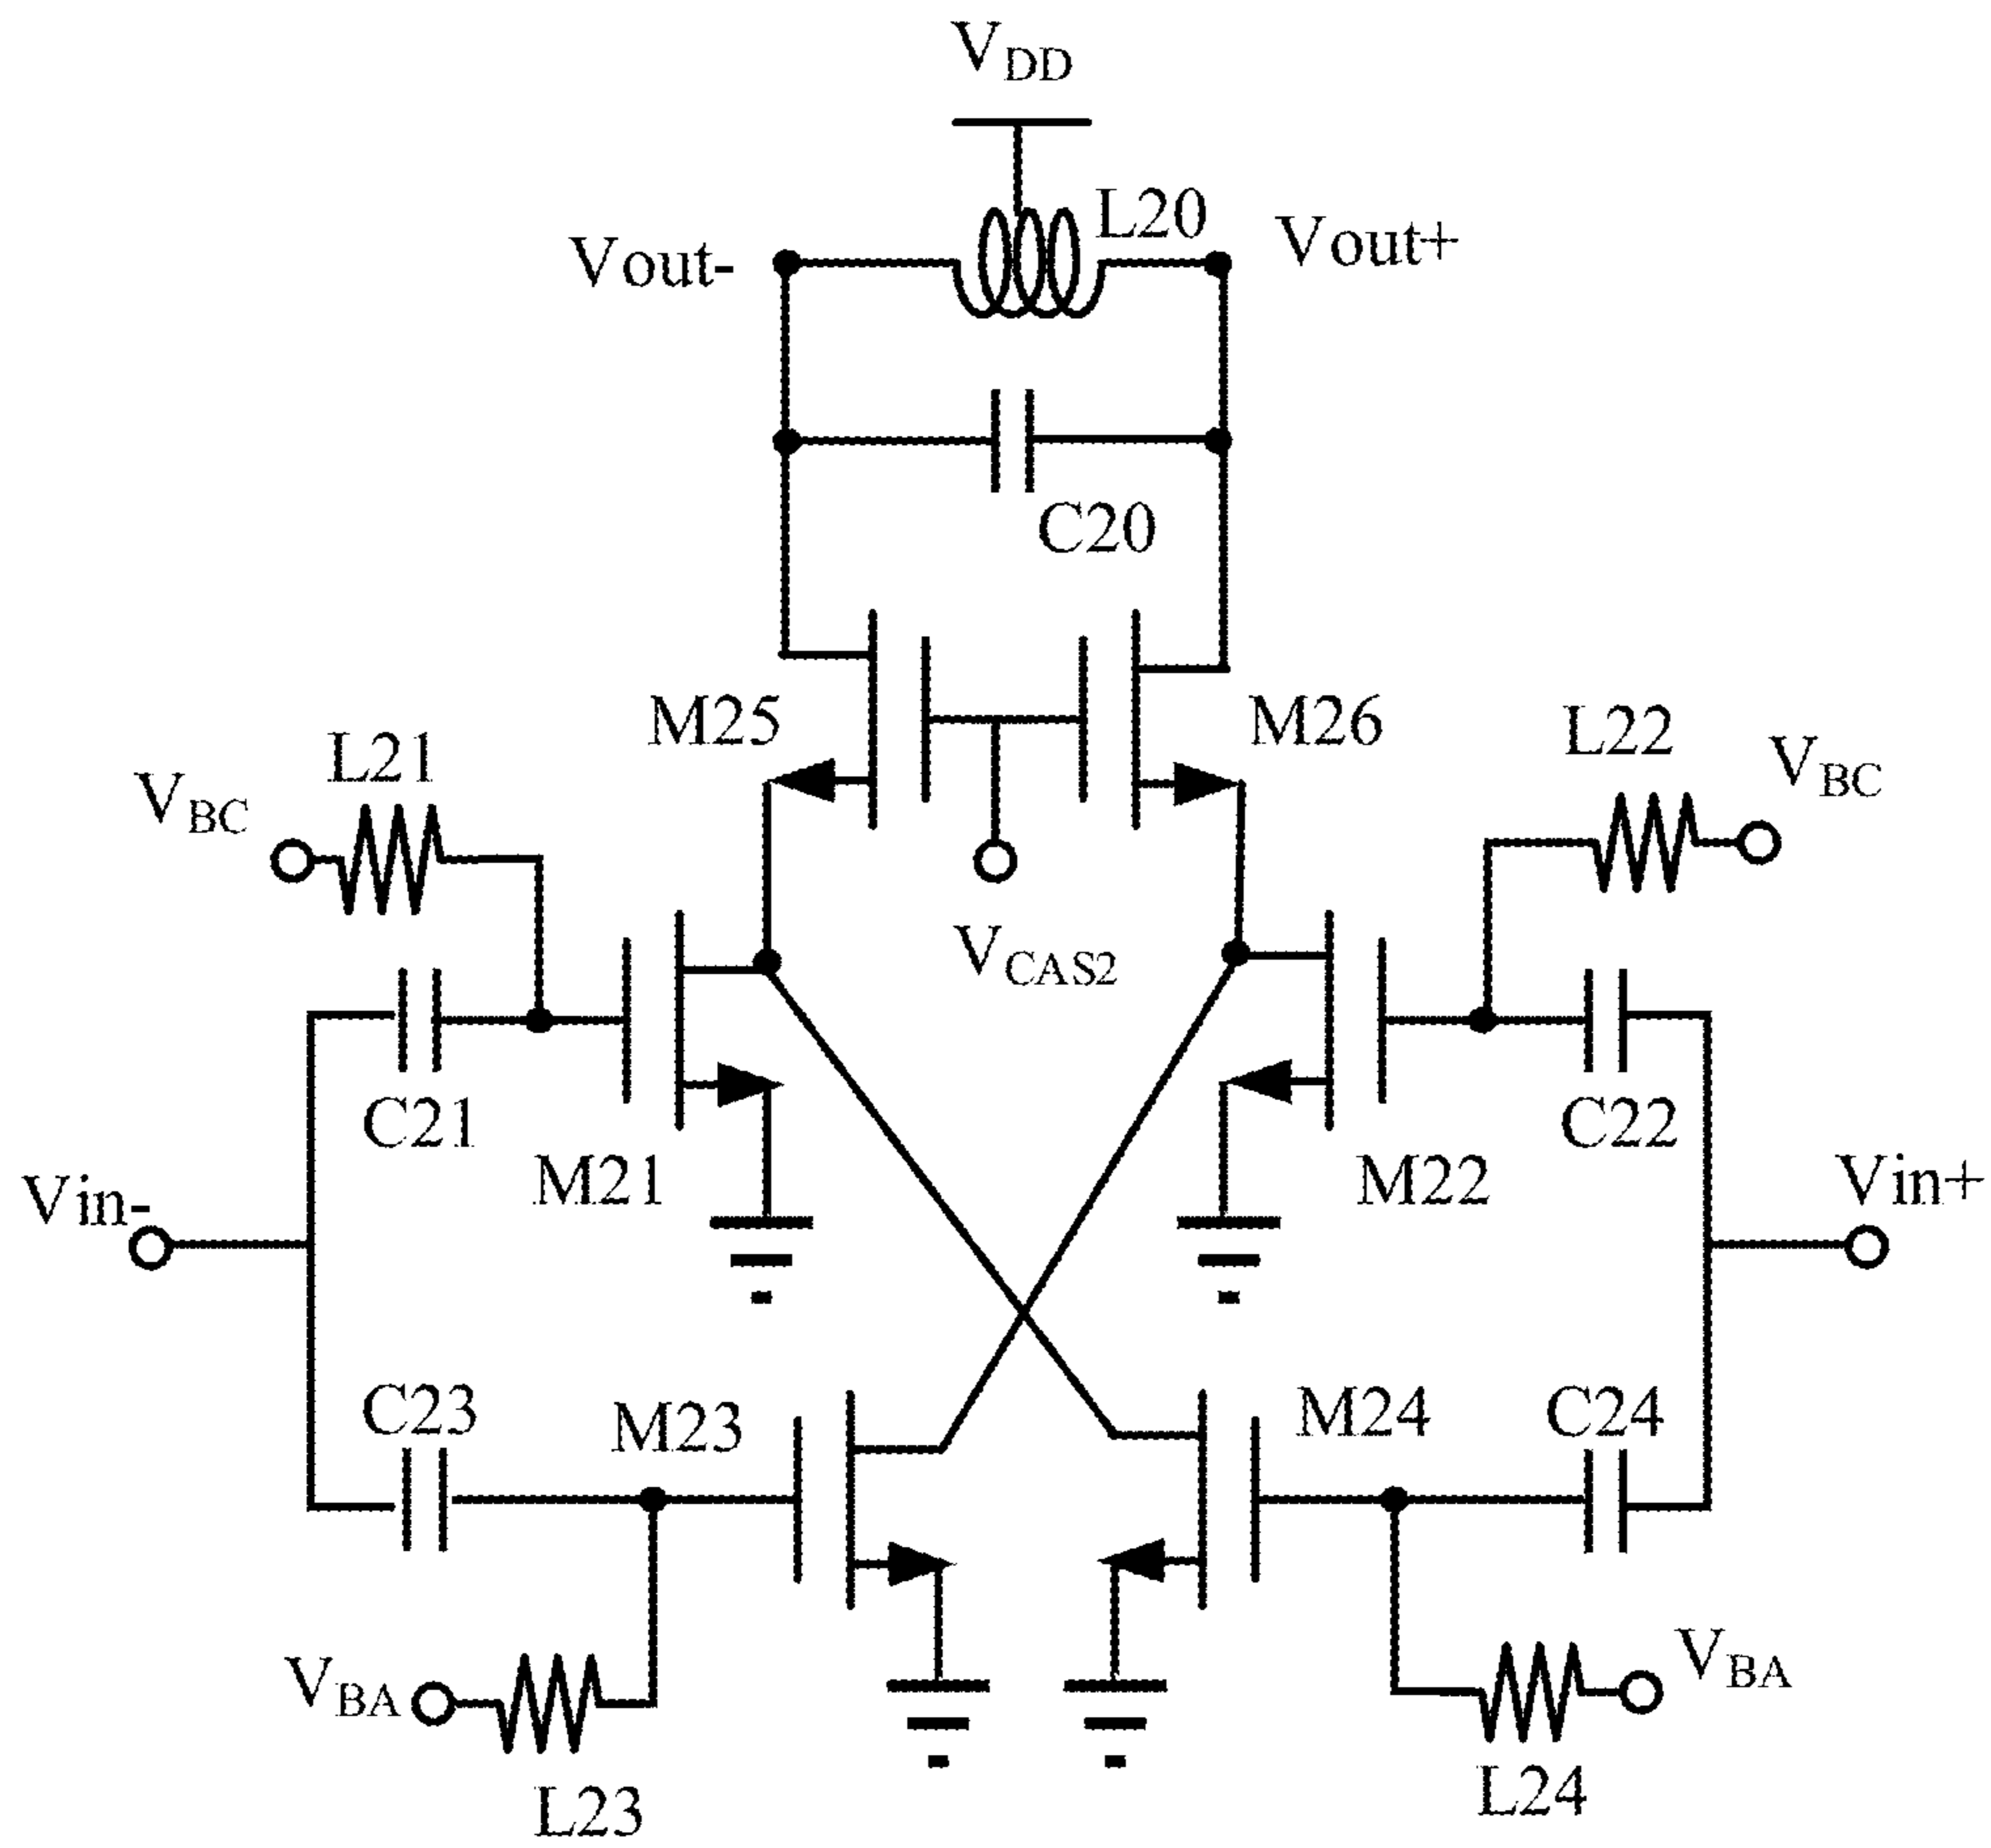 VDD
L20
Vout-
Vout+
C20
M25
M26
L21
L22
VBC
VBC
VCAS2
C21
C22
M21
M22
Vin-
Vin+
C23
M23
M24
C24
VBA
VBA
L23
L24